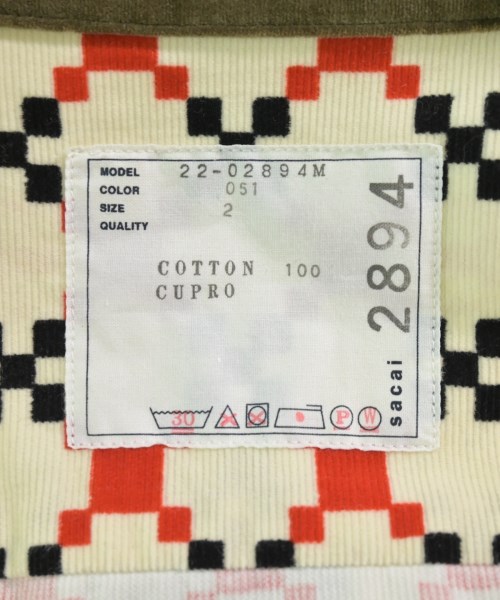 MODEL 22-02894M
COLOR 051
SIZE 2
QUALITY
COTTON 100
CUPRO
sacai 2894
30 P W